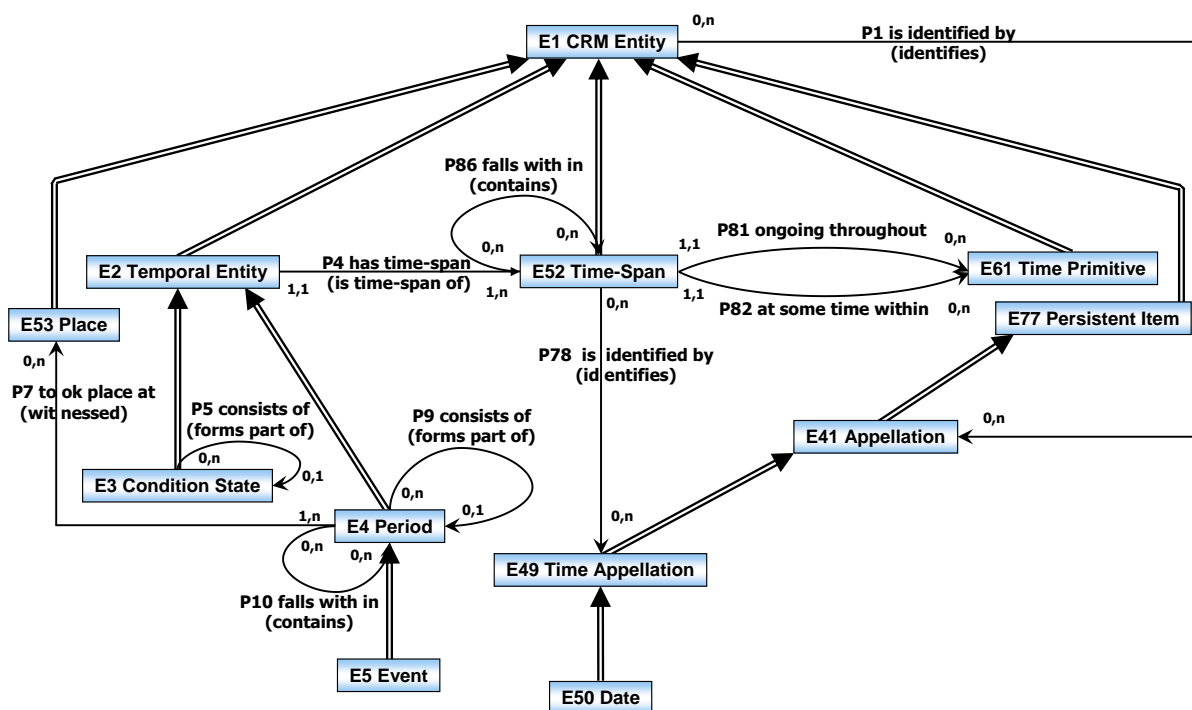 0,n
P1 is identified by
(identifies)
E1 CRM Entity
P86 falls with in
(contains)
0,n
0,n
P81 ongoing throughout
1,1
0,n
E2 Temporal Entity
P4 has time-span
(is time-span of)
E52 Time-Span
E61 Time Primitive
1,1
1,n
1,1
0,n
P82 at some time within
0,n
E53 Place
E77 Persistent Item
0,n
P78 is identified by
(identifies)
P7 to ok place at
(witnessed)
P5 consists of
(forms part of)
P9 consists of
(forms part of)
0,n
0,n
E41 Appellation
0,1
E3 Condition State
0,n
0,1
1,n
E4 Period
0,n
0,n
0,n
E49 Time Appellation
P10 falls with in
(contains)
E5 Event
E50 Date